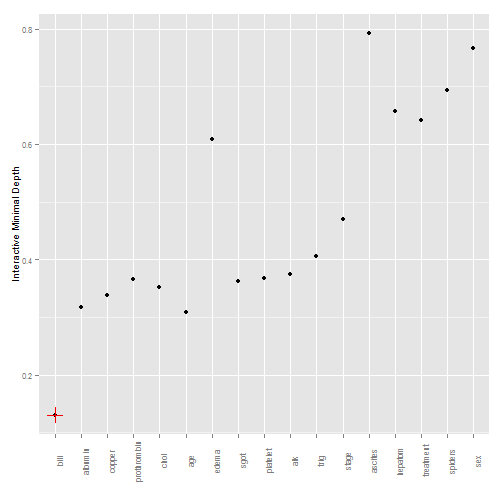 0.8
0.6
0.4
0.2
Interactive Minimal Depth
bili
albumin
copper
prothrombin
chol
age
edema
sgot
platelet
alk
trig
stage
ascites
hepatom
treatment
spiders
sex